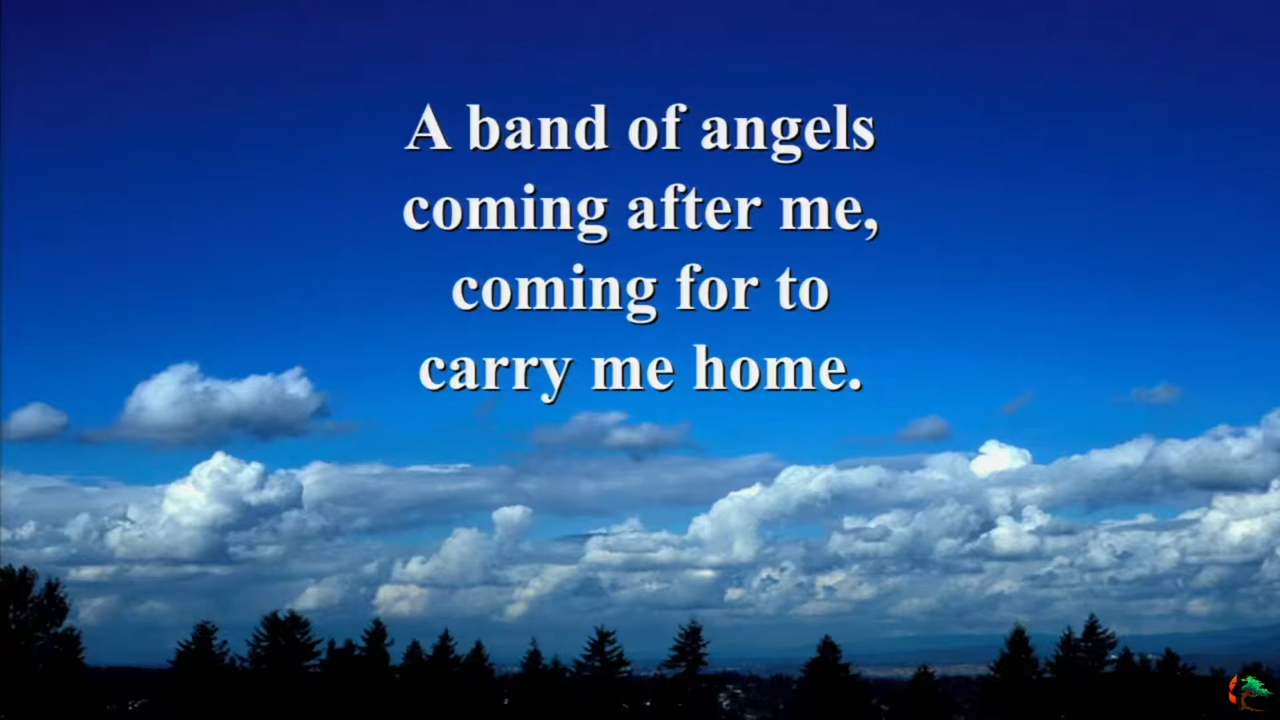 A band of angels
coming after me,
coming for to
carry me home.